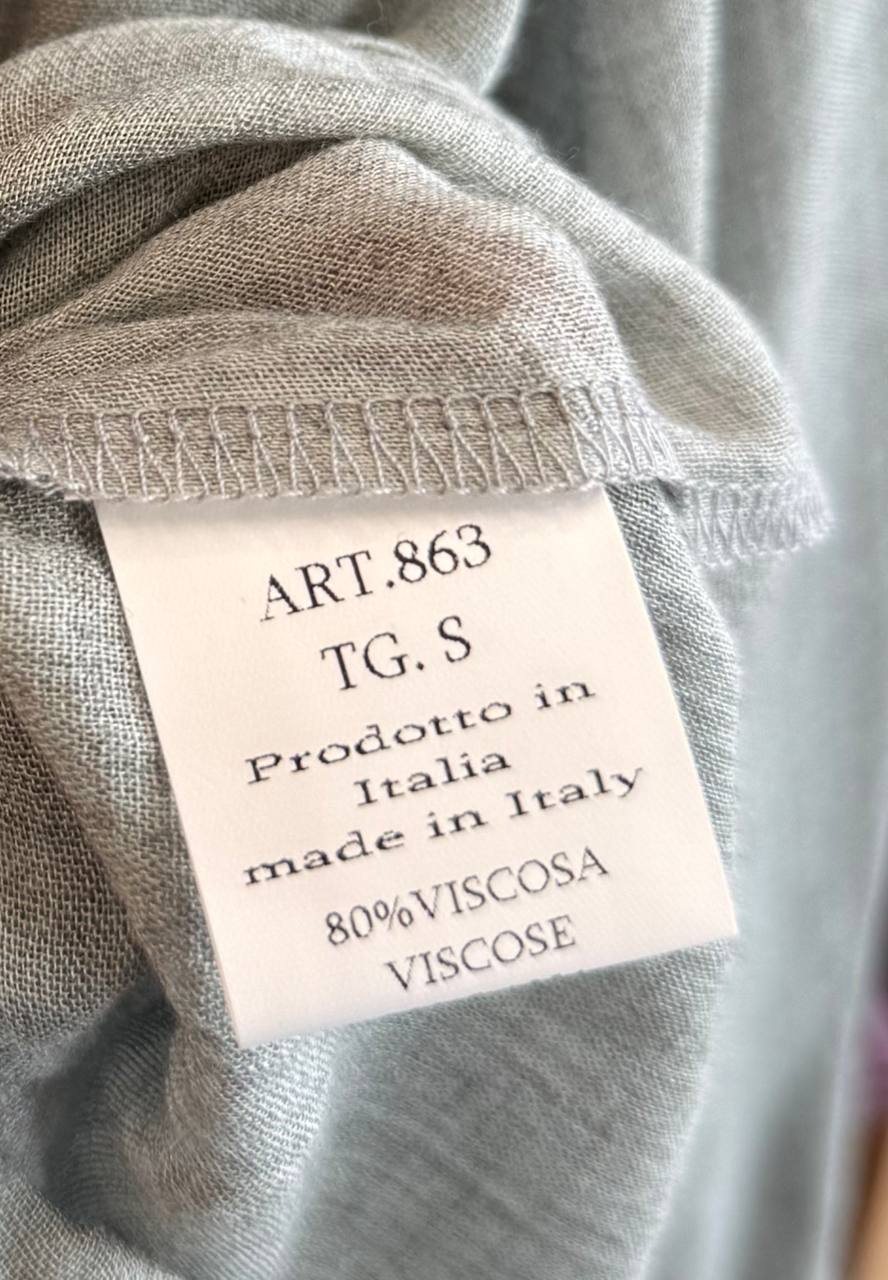 ART.863
TG. S
Prodotto in
Italia
made in Italy
80%VISCOSA
VISCOSE